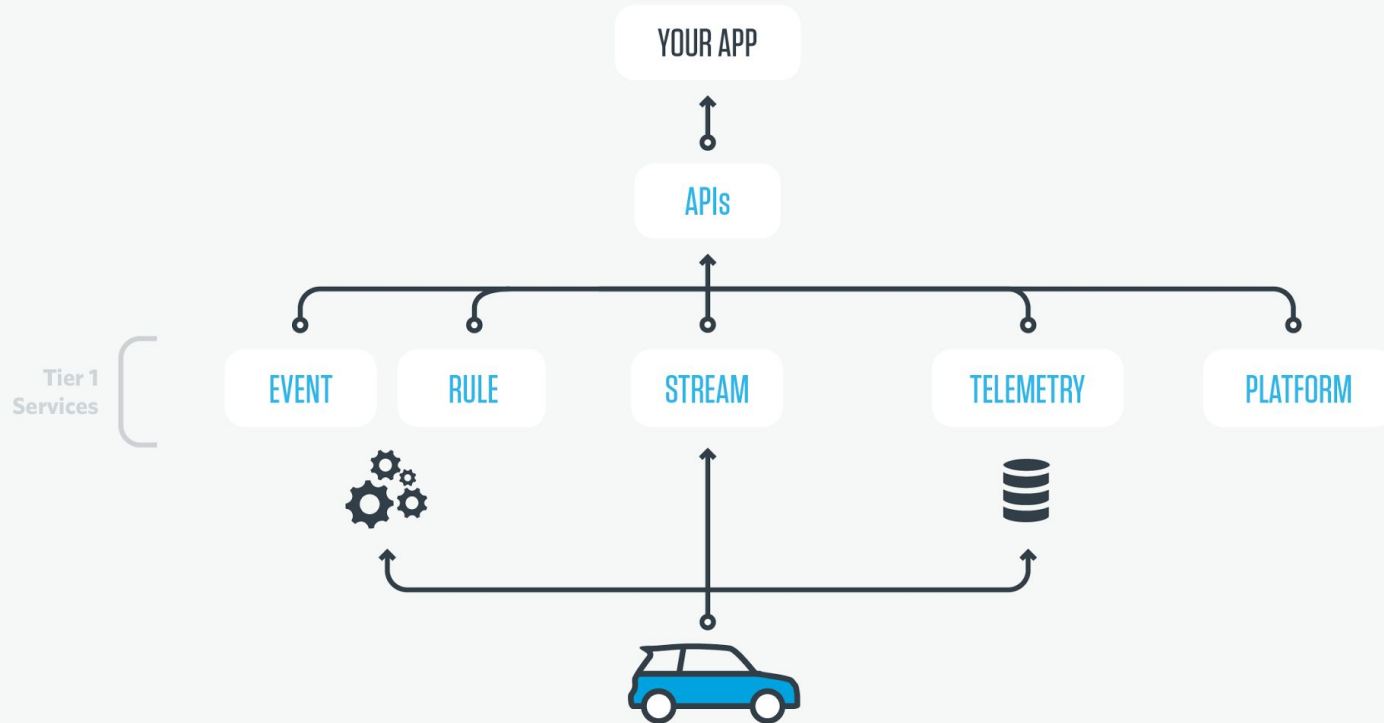 YOUR APP
APIs
Tier 1
Services
EVENT
RULE
STREAM
TELEMETRY
PLATFORM